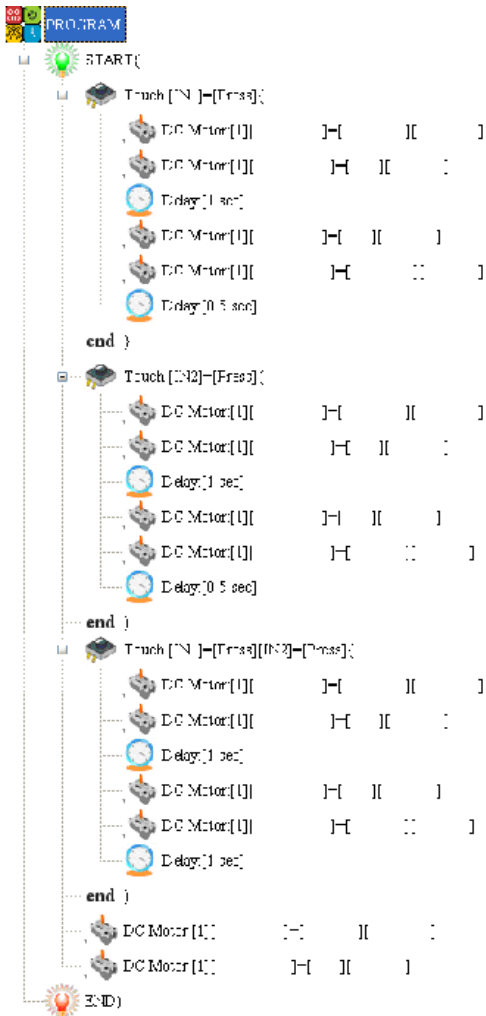 PROGRAM
START(
Touch [IN1]=[Press](
DC Motor:[1][ ]=[ ][ ]
DC Motor:[1][ ]=[ ][ ]
Delay:[1 sec]
DC Motor:[1][ ]=[ ][ ]
DC Motor:[1][ ]=[ ][ ]
Delay:[0.5 sec]
end )
Touch [IN2]=[Press](
DC Motor:[1][ ]=[ ][ ]
DC Motor:[1][ ]=[ ][ ]
Delay:[1 sec]
DC Motor:[1][ ]=[ ][ ]
DC Motor:[1][ ]=[ ][ ]
Delay:[0.5 sec]
end )
Touch [IN1]=[Press][IN2]=[Press](
DC Motor:[1][ ]=[ ][ ]
DC Motor:[1][ ]=[ ][ ]
Delay:[1 sec]
DC Motor:[1][ ]=[ ][ ]
DC Motor:[1][ ]=[ ][ ]
Delay:[1 sec]
end )
DC Motor:[1][ ]=[ ][ ]
DC Motor:[1][ ]=[ ][ ]
END)